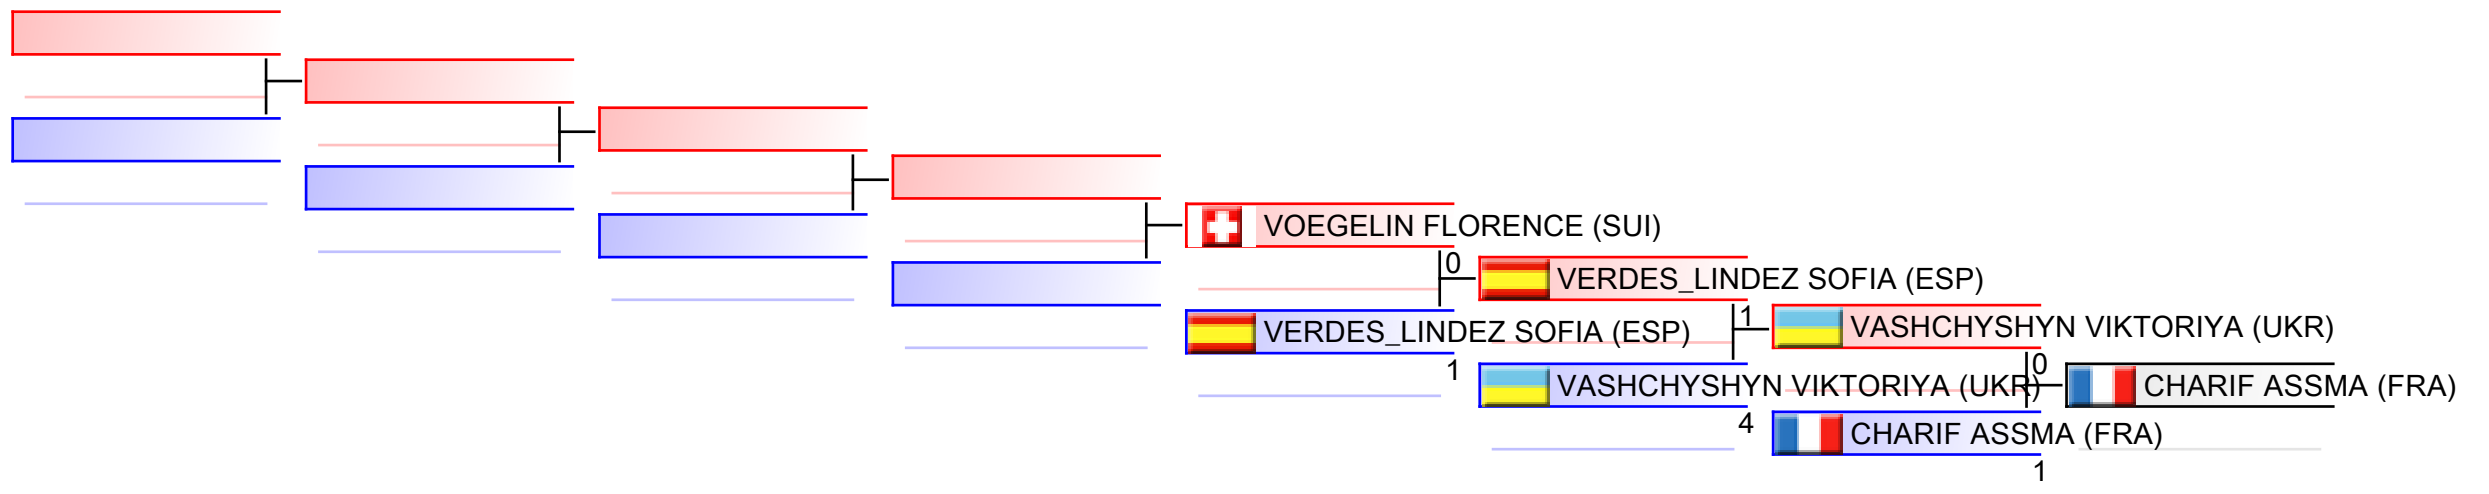 VOEGELIN FLORENCE (SUI)
0
VERDES_LINDEZ SOFIA (ESP)
VERDES_LINDEZ SOFIA (ESP)
1
1
VASHCHYSHYN VIKTORIYA (UKR)
VASHCHYSHYN VIKTORIYA (UKR)
4
0
CHARIF ASSMA (FRA)
CHARIF ASSMA (FRA)
1